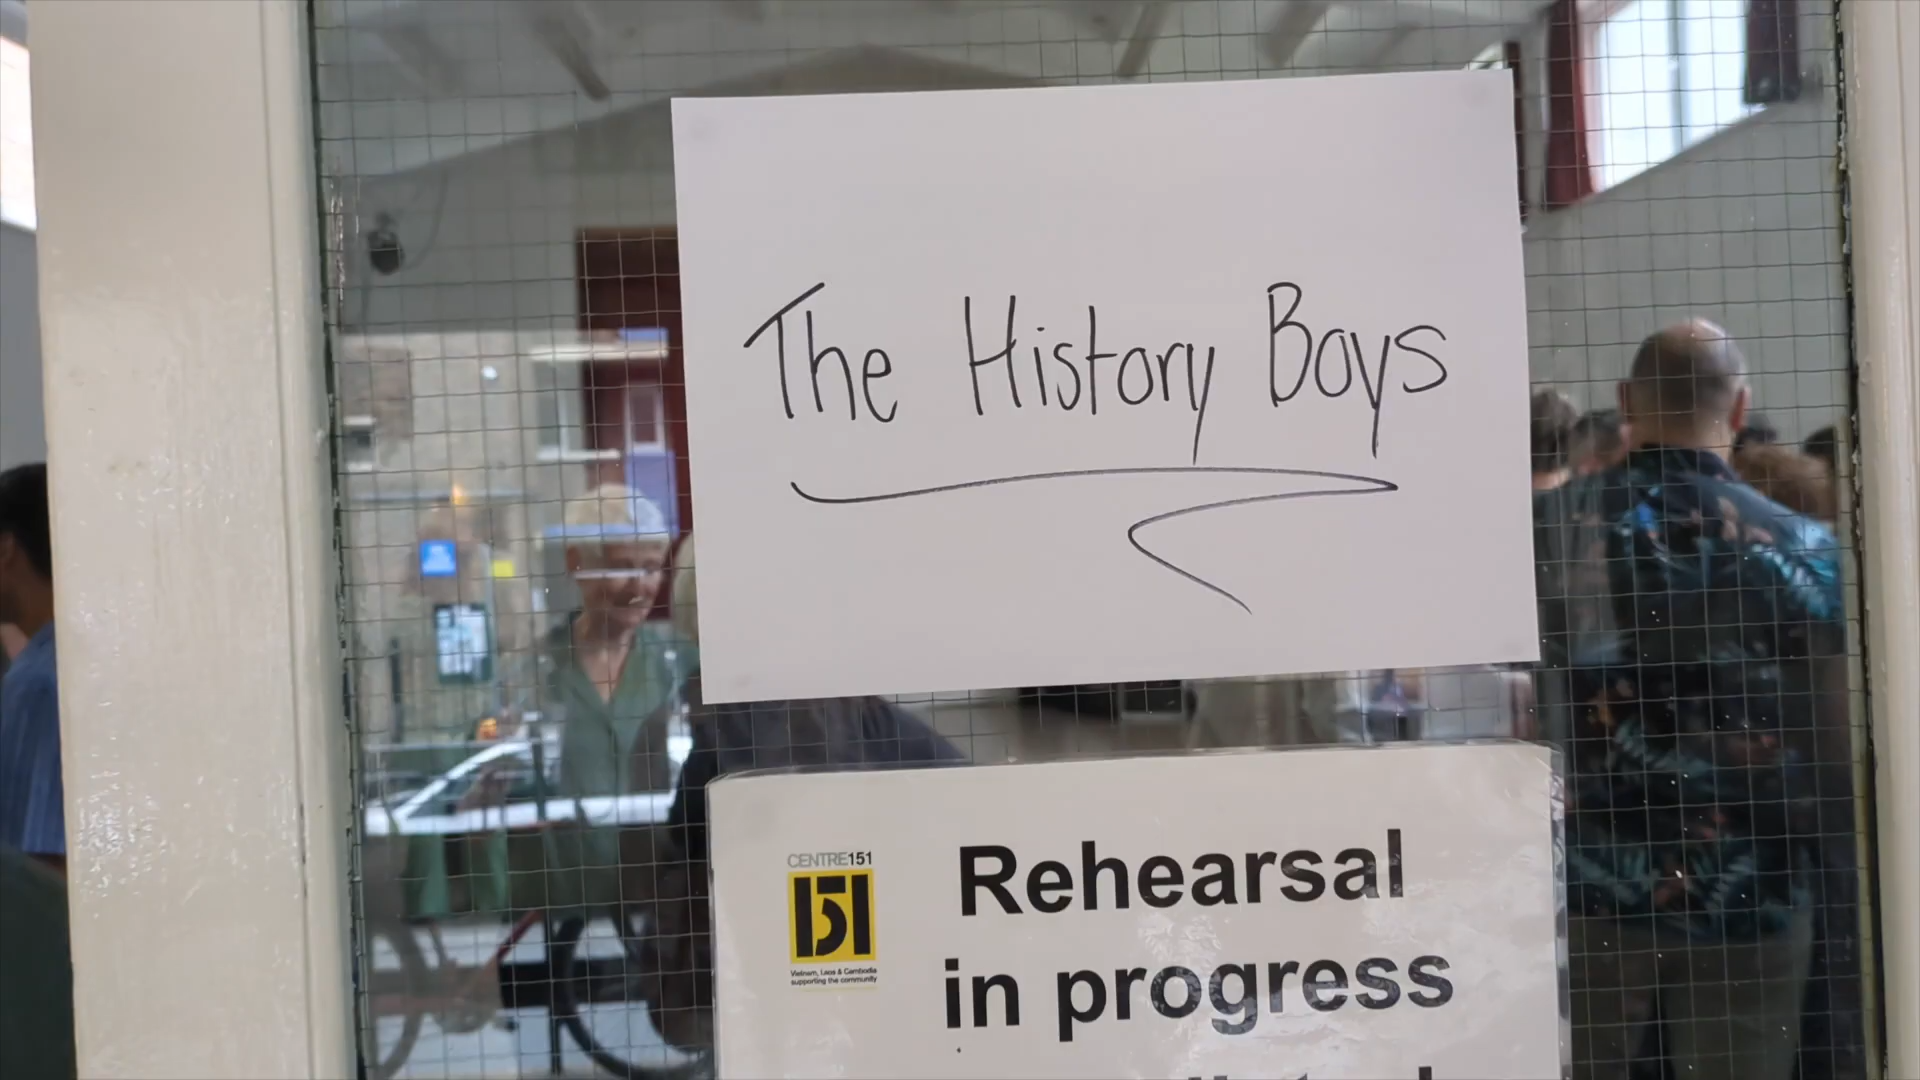 The History Boys
CENTRE151
151
Vietnam, Laos & Cambodia
supporting the community
Rehearsal
in progress